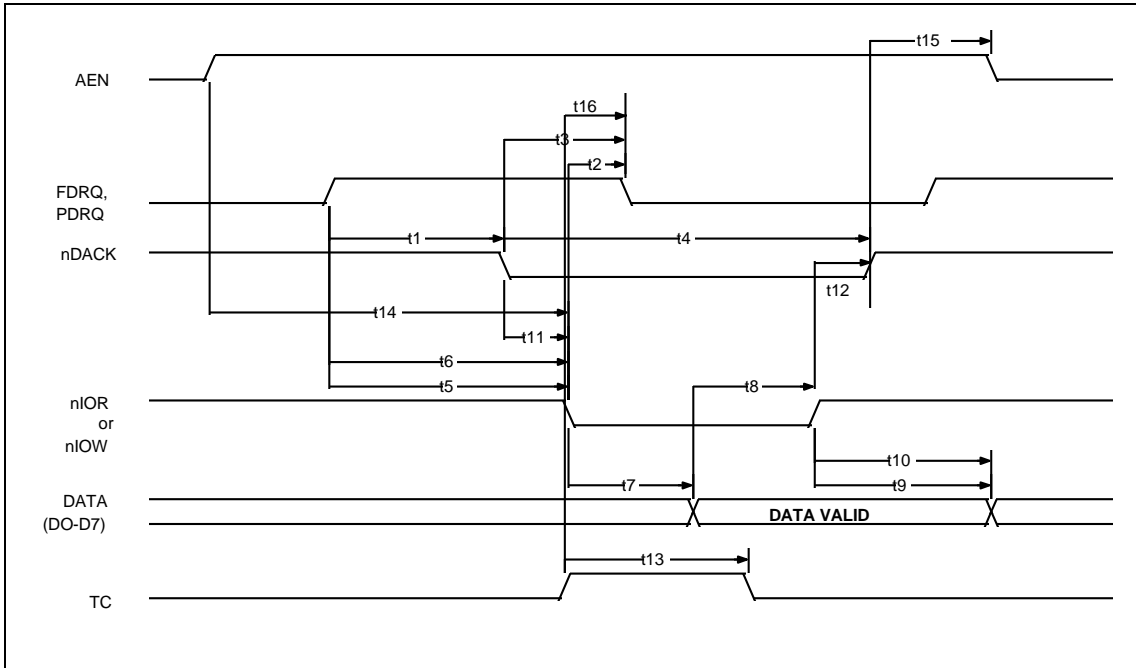 t15
AEN
t16
t3
t2
FDRQ,
PDRQ
t1
t4
nDACK
t12
t14
t11
t6
t5
t8
nIOR
or
nIOW
t10
t7
t9
DATA
(DO-D7)
DATA VALID
t13
TC